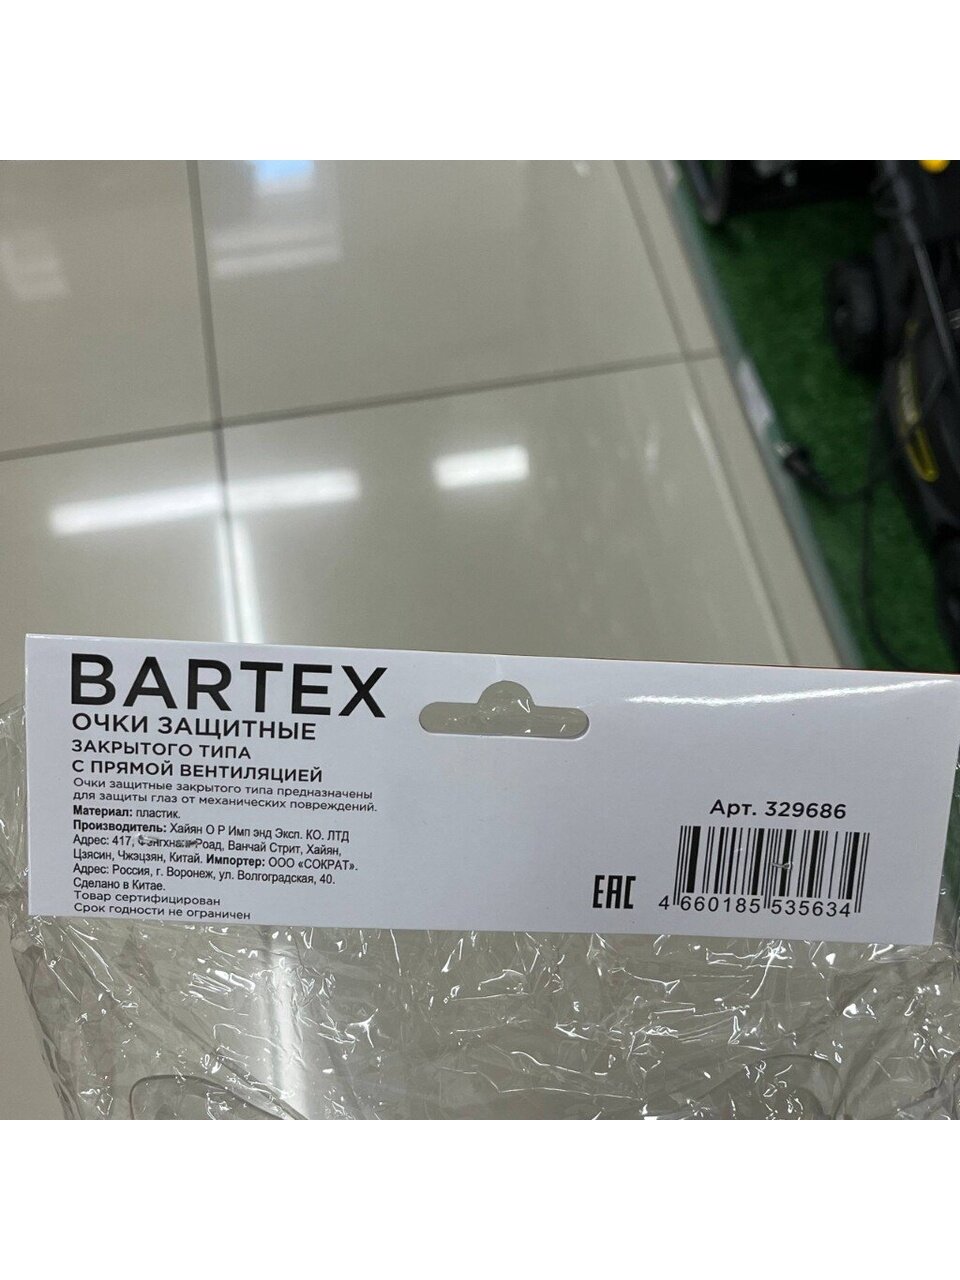 BARTEX
ОЧКИ ЗАЩИТНЫЕ
ЗАКРЫТОГО ТИПА
С ПРЯМОЙ ВЕНТИЛЯЦИЕЙ
Очки защитные закрытого типа предназначены
для защиты глаз от механических повреждений.
Материал: пластик.
Производитель: Хайян О Р Имп энд Эксп. КО. ЛТД
Адрес: 417, Роад, Ванчай Стрит, Хайян,
Цзясин, Чжэцзян, Китай. Импортер: ООО «СОКРАТ».
Адрес: Россия, г. Воронеж, ул. Волгоградская, 40.
Сделано в Китае.
Товар сертифицирован
Срок годности не ограничен
EAC
Арт. 329686
4 660185 535634